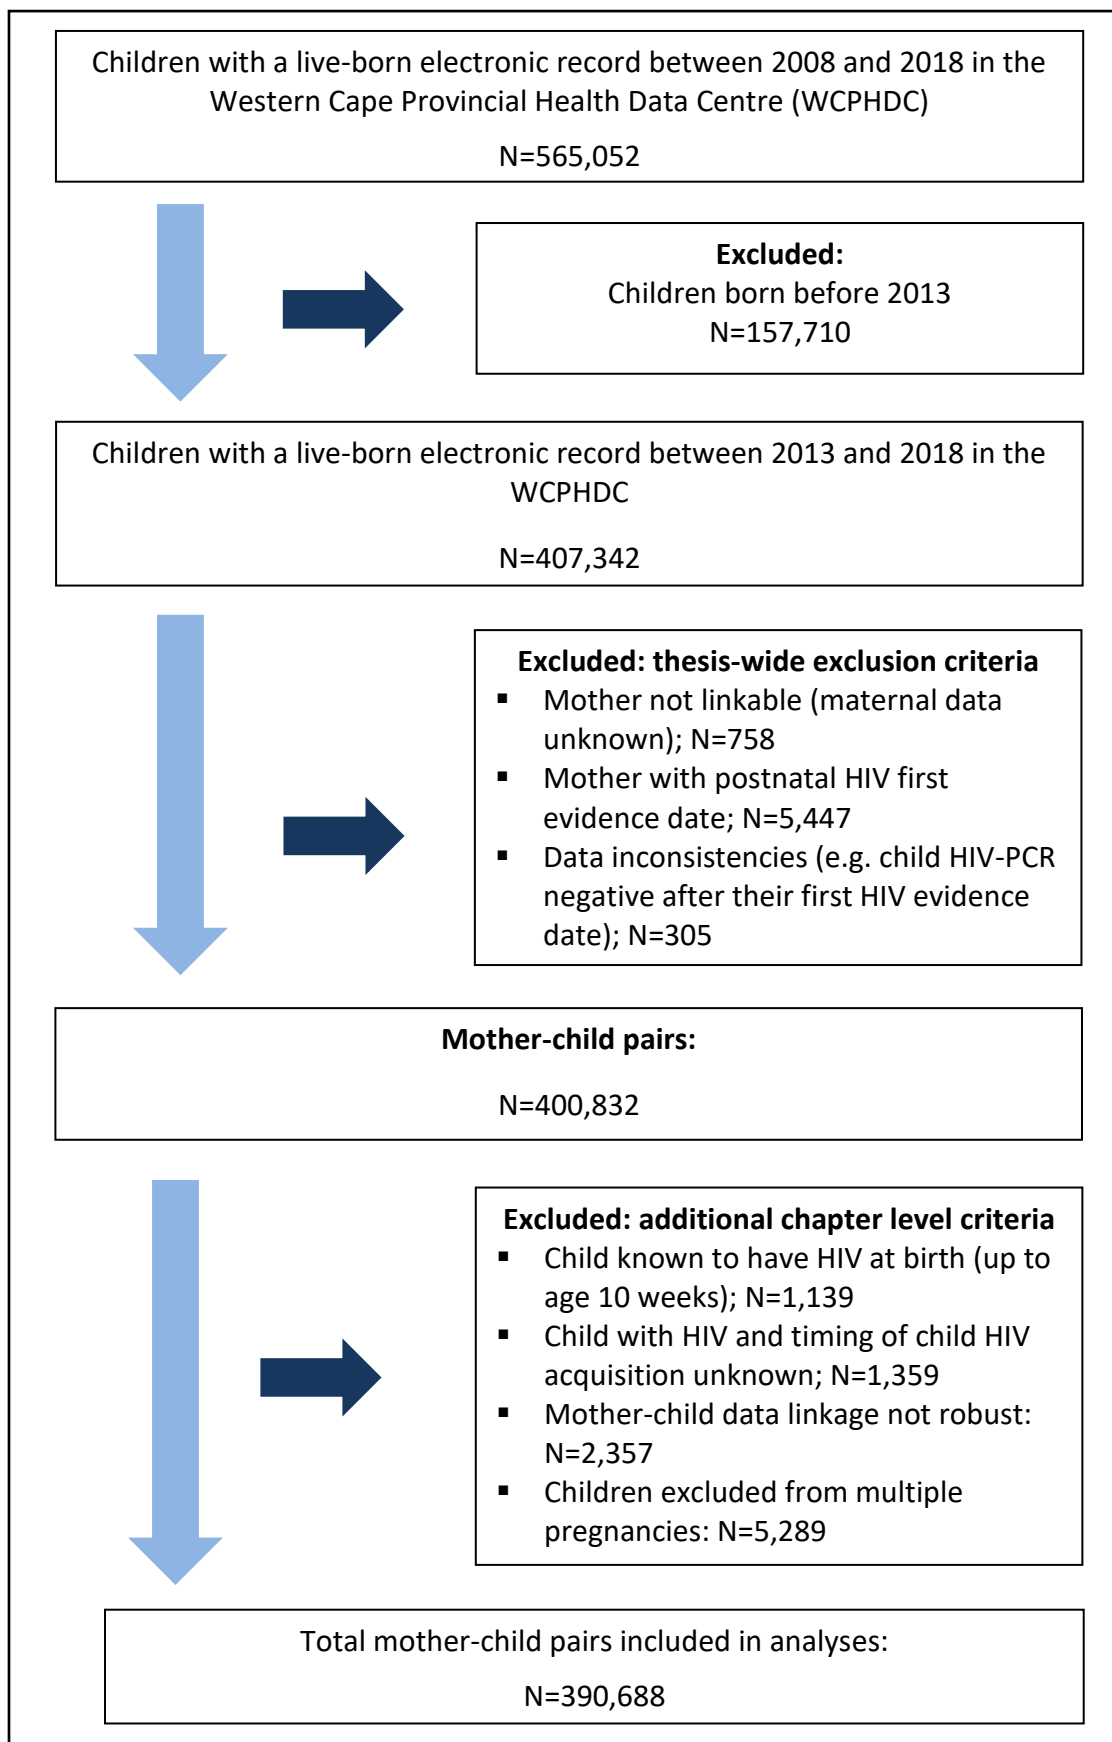 Children with a live-born electronic record between 2008 and 2018 in the
Western Cape Provincial Health Data Centre (WCPHDC)
N=565,052
Excluded:
Children born before 2013
N=157,710
Children with a live-born electronic record between 2013 and 2018 in the
WCPHDC
N=407,342
Excluded: thesis-wide exclusion criteria
▪ Mother not linkable (maternal data
unknown); N=758
▪ Mother with postnatal HIV first
evidence date; N=5,447
▪ Data inconsistencies (e.g. child HIV-PCR
negative after their first HIV evidence
date); N=305
Mother-child pairs:
N=400,832
Excluded: additional chapter level criteria
▪ Child known to have HIV at birth (up to
age 10 weeks); N=1,139
▪ Child with HIV and timing of child HIV
acquisition unknown; N=1,359
▪ Mother-child data linkage not robust:
N=2,357
▪ Children excluded from multiple
pregnancies: N=5,289
Total mother-child pairs included in analyses:
N=390,688